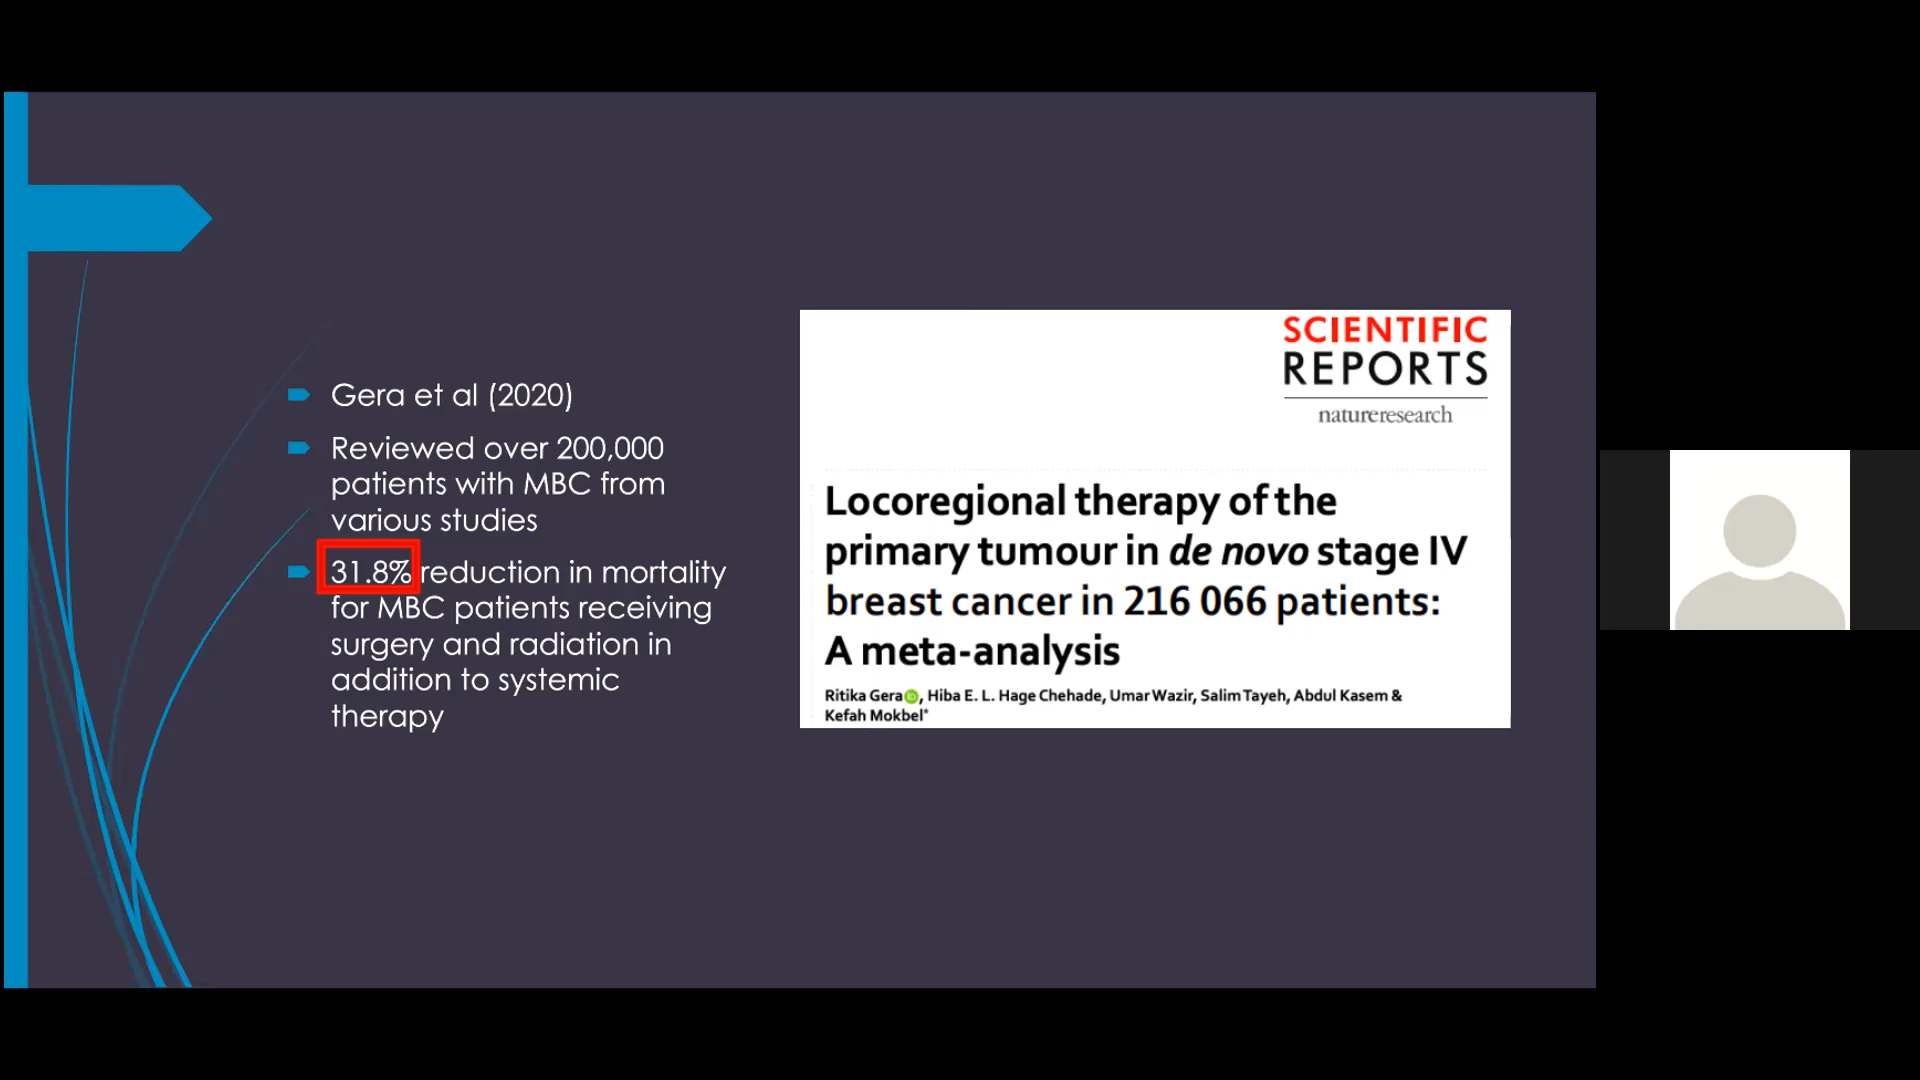 Gera et al (2020)
Reviewed over 200,000
patients with MBC from
various studies
31.8% reduction in mortality
for MBC patients receiving
surgery and radiation in
addition to systemic
therapy
SCIENTIFIC
REPORTS
natureresearch
Locoregional therapy of the
primary tumour in de novo stage IV
breast cancer in 216 066 patients:
A meta-analysis
Ritika Gera iD, Hiba E. L. Hage Chehade, Umar Wazir, Salim Tayeh, Abdul Kasem &
Kefah Mokbel*